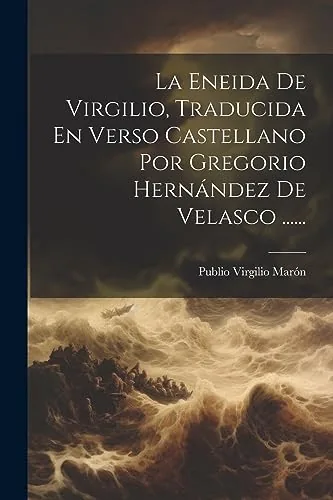 La Eneida De
Virgilio, Traducida
En Verso Castellano
Por Gregorio
Hernández De
Velasco ......
Publio Virgilio Marón